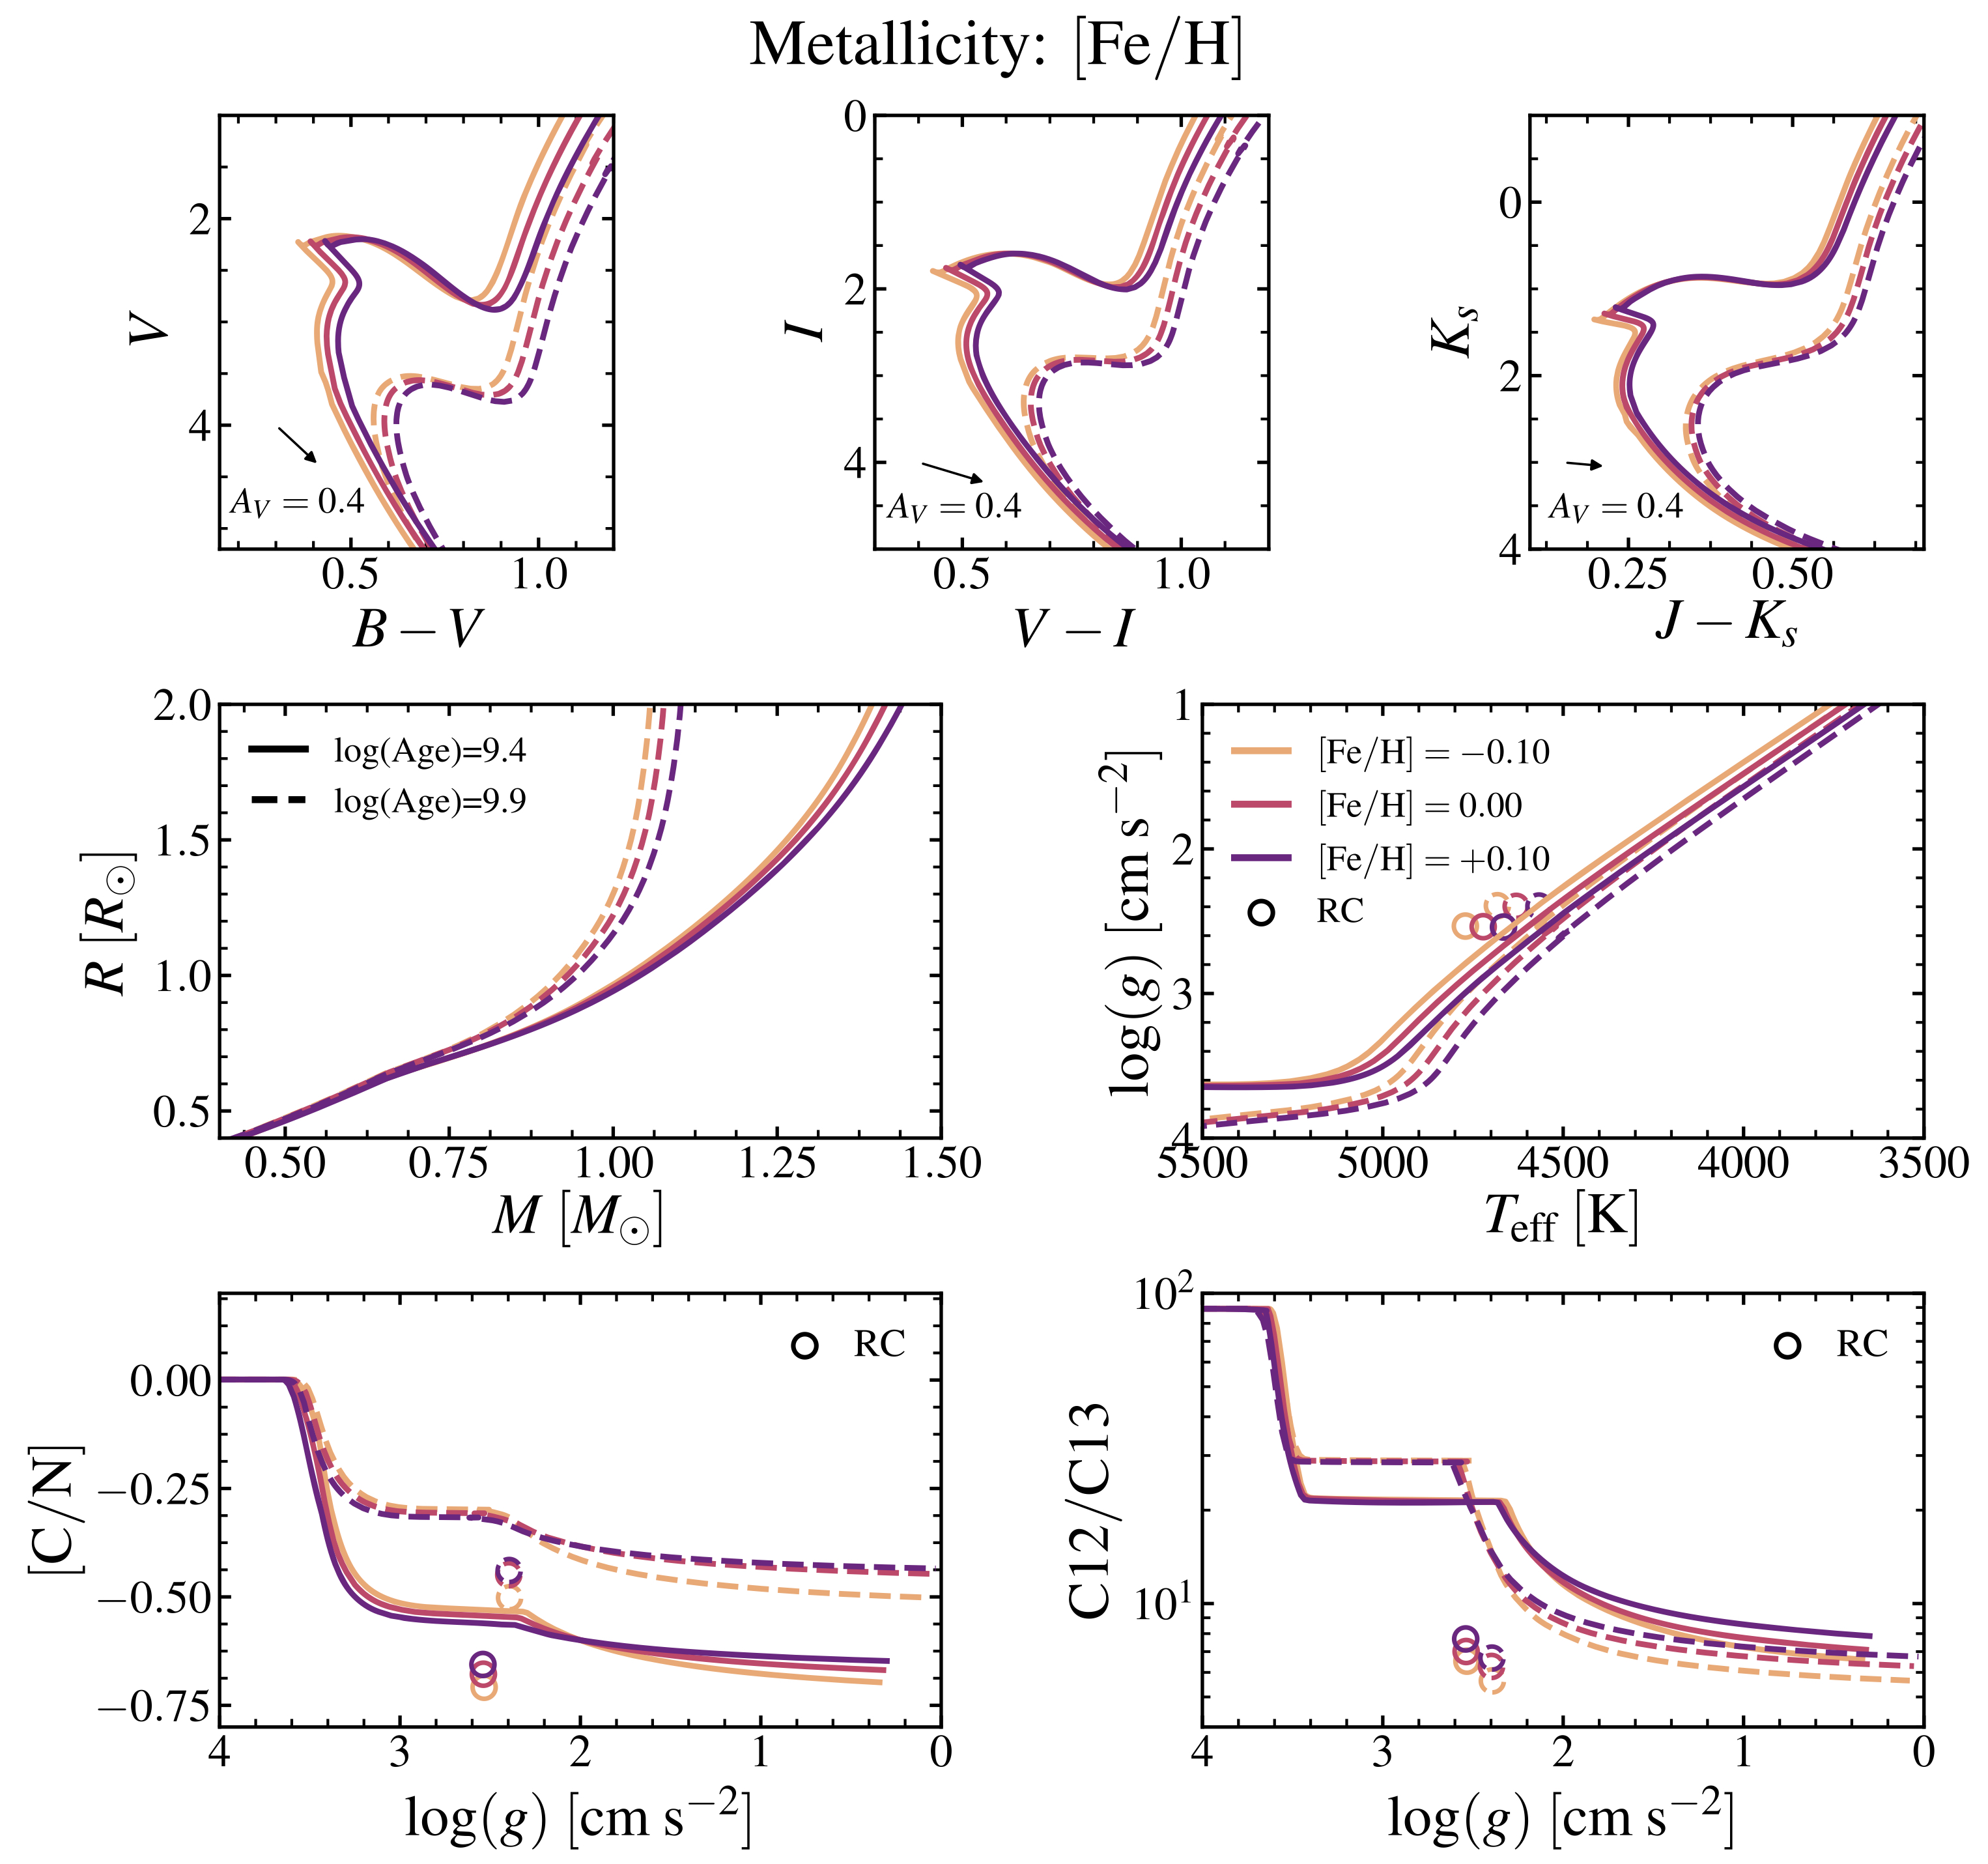 Metallicity: [Fe/H]
2
4
V
A_V = 0.4
0.5
1.0
B − V
0
2
4
I
A_V = 0.4
0.5
1.0
V − I
0
2
4
K_s
A_V = 0.4
0.25
0.50
J − K_s
2.0
1.5
1.0
0.5
R [R_⊙]
log(Age)=9.4
log(Age)=9.9
0.50
0.75
1.00
1.25
1.50
M [M_⊙]
1
2
3
4
log(g) [cm s^−2]
[Fe/H] = −0.10
[Fe/H] = 0.00
[Fe/H] = +0.10
RC
5500
5000
4500
4000
3500
T_eff [K]
0.00
−0.25
−0.50
−0.75
[C/N]
RC
4
3
2
1
0
log(g) [cm s^−2]
10^2
10^1
C12/C13
RC
4
3
2
1
0
log(g) [cm s^−2]